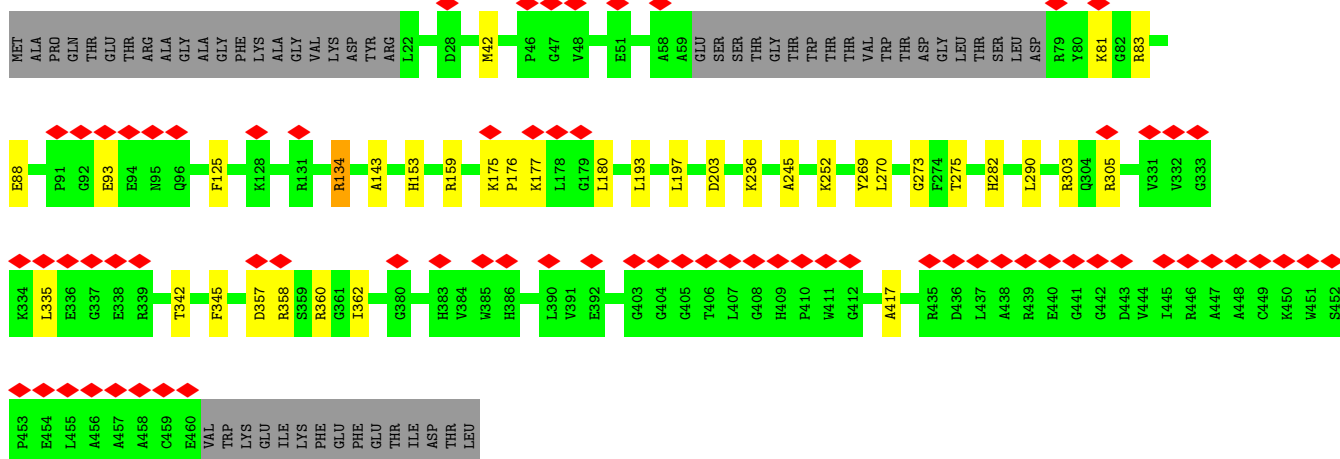 MET ALA PRO GLN THR GLU THR ARG ALA GLY ALA GLY PHE LYS ALA GLY VAL LYS ASP TYR ARG L22 D28 M42 P46 G47 V48 E51 A58 A59 GLU SER SER THR GLY THR TRP THR THR VAL TRP THR ASP GLY LEU THR SER LEU ASP R79 Y80 K81 G82 R83
E88 P91 G92 E93 E94 N95 Q96 F125 K128 R131 R134 A143 H153 R159 K175 P176 K177 L178 G179 L180 L193 L197 D203 K236 A245 K252 Y269 L270 G273 F274 T275 H282 L290 R303 Q304 R305 V331 V332 G333
K334 L335 E336 G337 E338 R339 T342 F345 D357 R358 S359 R360 G361 I362 G380 H383 V384 W385 H386 L390 V391 E392 G403 G404 G405 T406 L407 G408 H409 P410 W411 G412 A417 R435 D436 L437 A438 R439 E440 G441 G442 D443 V444 I445 R446 A447 A448 C449 K450 W451 S452
P453 E454 L455 A456 A457 A458 C459 E460 VAL TRP LYS GLU ILE LYS PHE GLU PHE GLU THR ILE ASP THR LEU